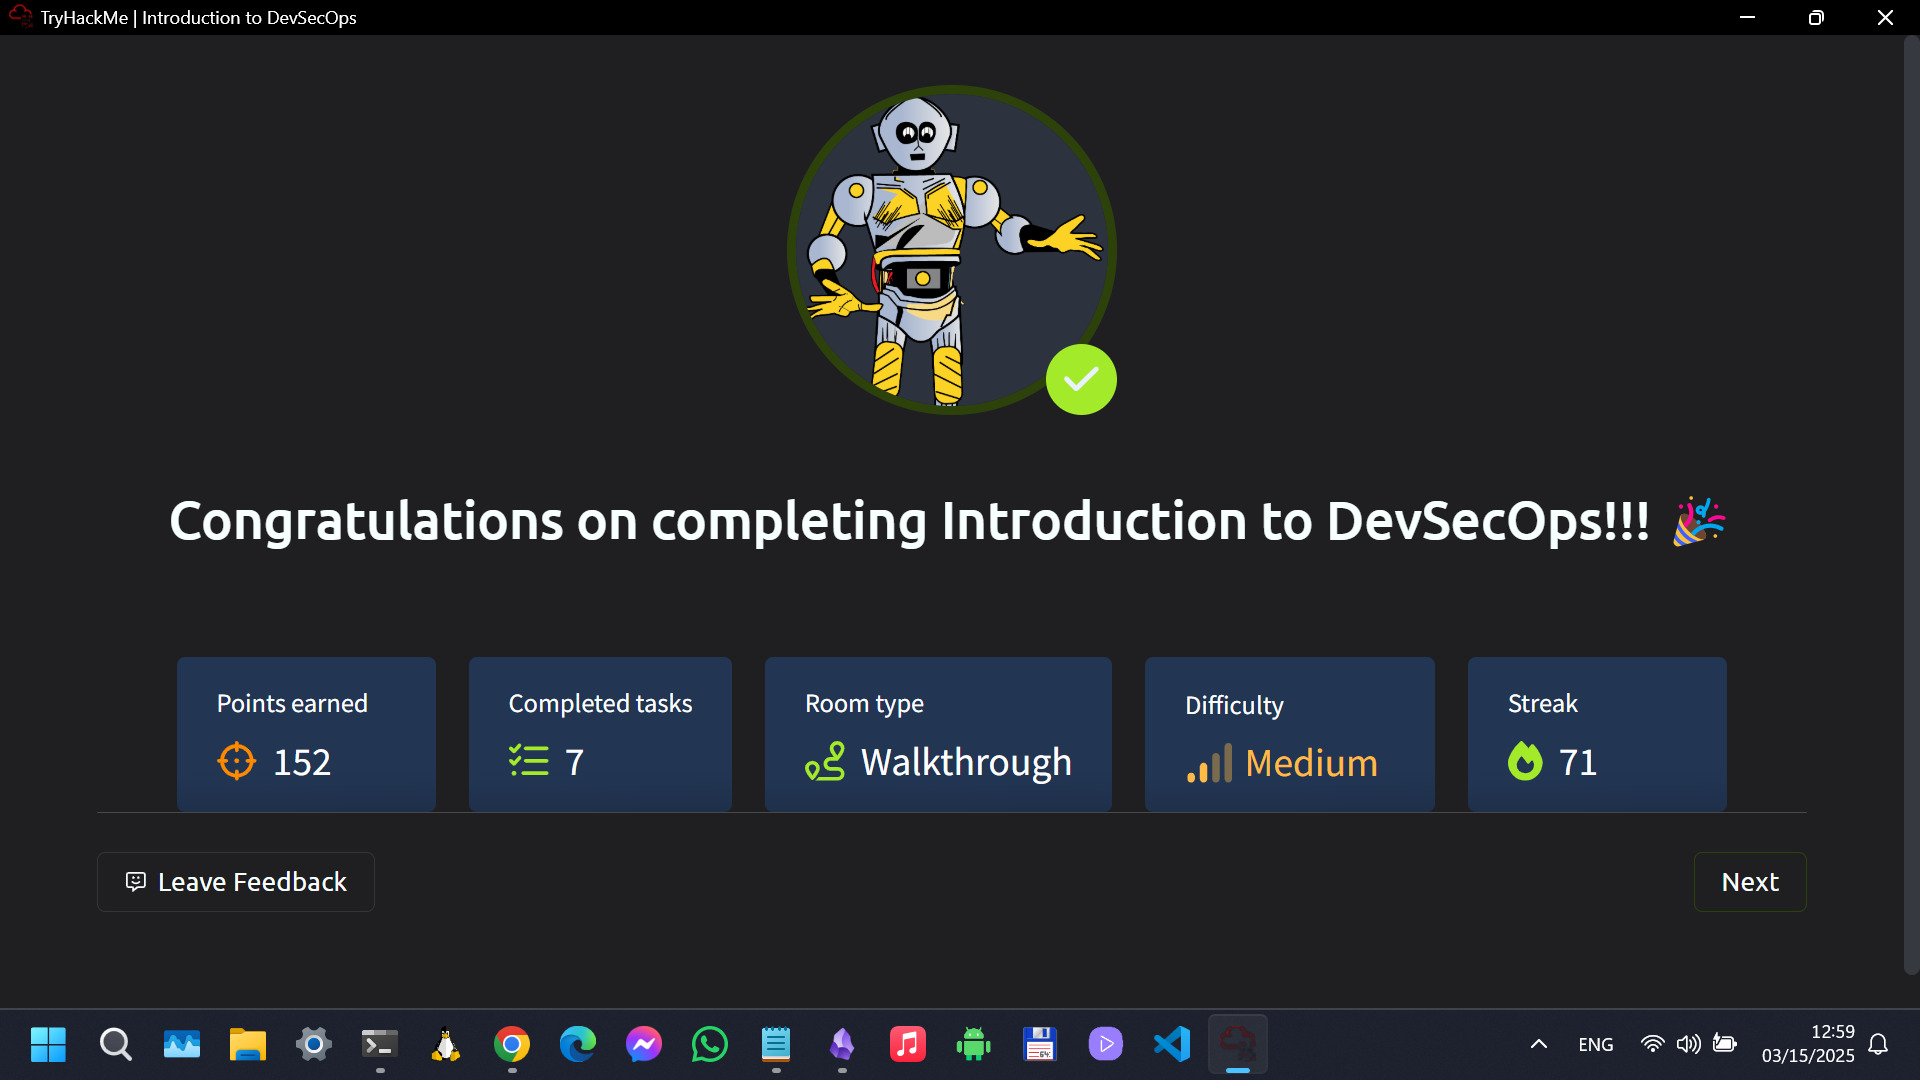 TryHackMe | Introduction to DevSecOps
Congratulations on completing Introduction to DevSecOps!!! 🎉
Points earned
152
Completed tasks
7
Room type
Walkthrough
Difficulty
Medium
Streak
71
Leave Feedback
Next
64
ENG
12:59
03/15/2025